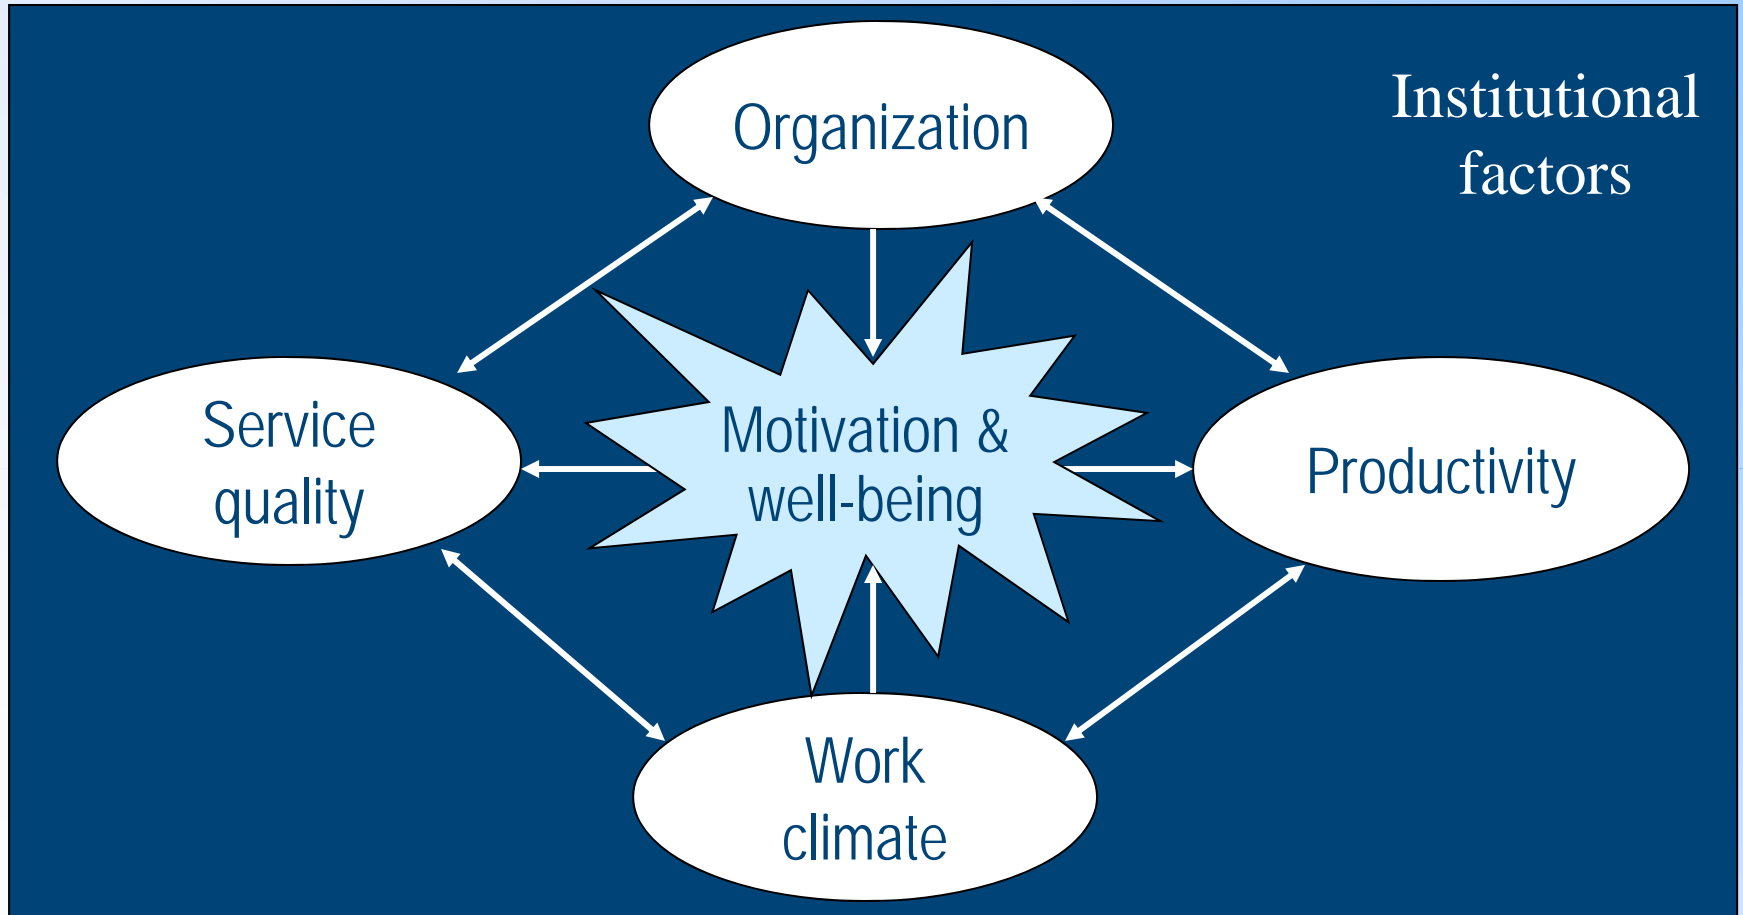 Organization
Institutional
factors
Service
quality
Motivation &
well-being
Productivity
Work
climate